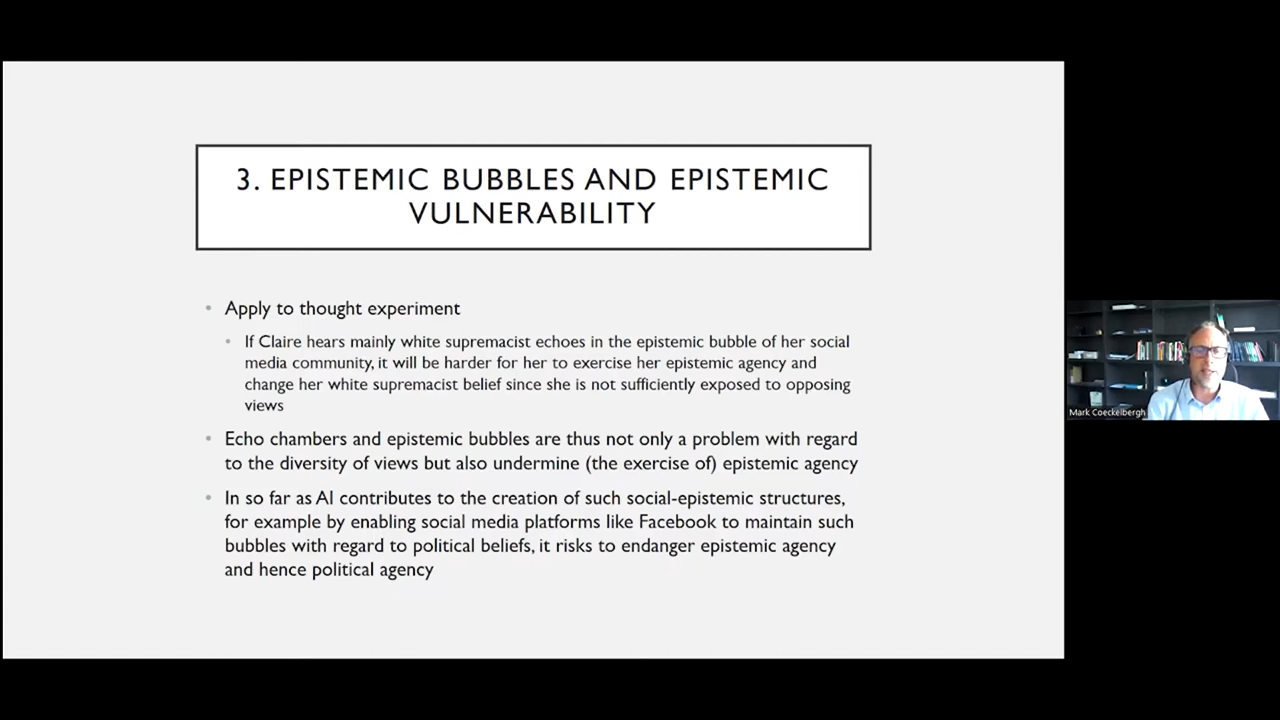 3. EPISTEMIC BUBBLES AND EPISTEMIC
VULNERABILITY
• Apply to thought experiment
• If Claire hears mainly white supremacist echoes in the epistemic bubble of her social
media community, it will be harder for her to exercise her epistemic agency and
change her white supremacist belief since she is not sufficiently exposed to opposing
views
• Echo chambers and epistemic bubbles are thus not only a problem with regard
to the diversity of views but also undermine (the exercise of) epistemic agency
• In so far as AI contributes to the creation of such social-epistemic structures,
for example by enabling social media platforms like Facebook to maintain such
bubbles with regard to political beliefs, it risks to endanger epistemic agency
and hence political agency
Mark Coeckelbergh